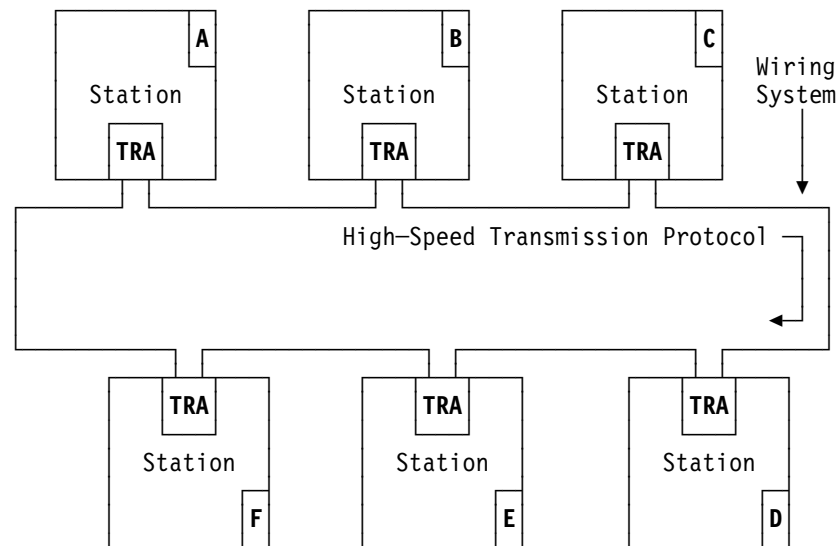 A
B
C
Station
Station
Station
Wiring
System
TRA
TRA
TRA
High—Speed Transmission Protocol
TRA
TRA
TRA
Station
Station
Station
F
E
D